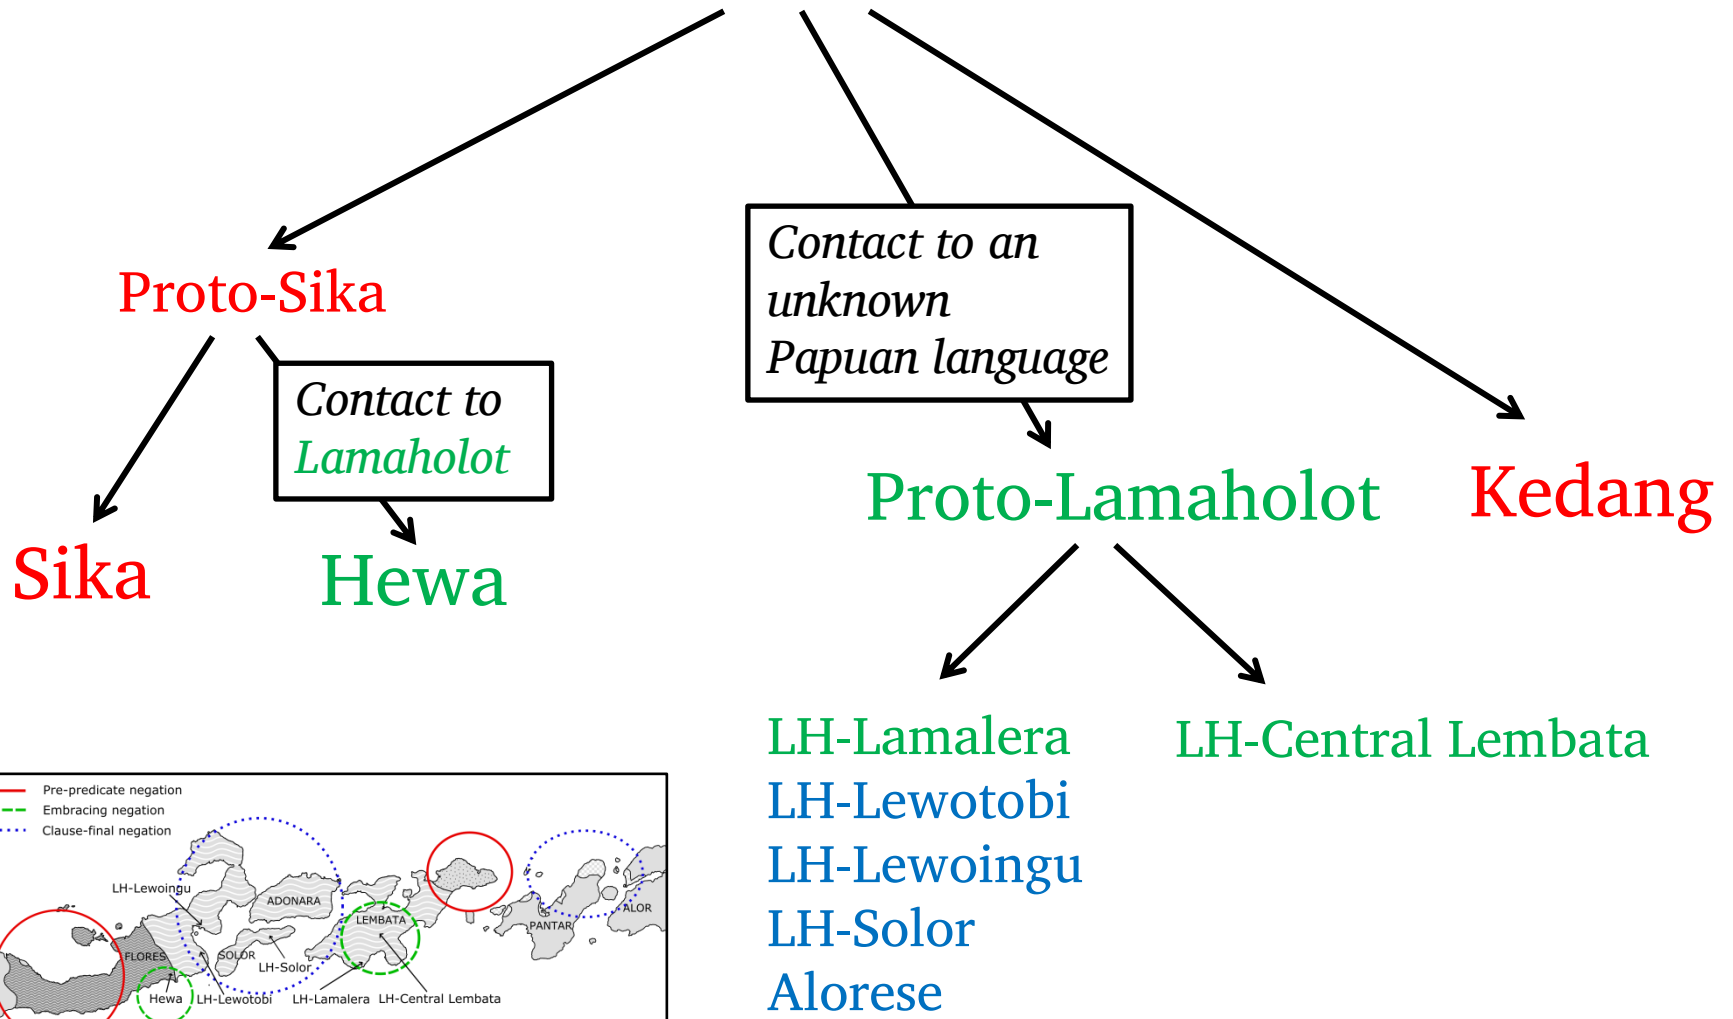 Contact to an
unknown
Papuan language
Proto-Sika
Contact to
Lamaholot
Proto-Lamaholot
Kedang
Sika
Hewa
LH-Lamalera
LH-Central Lembata
LH-Lewotobi
LH-Lewoingu
LH-Solor
Alorese
Pre-predicate negation
Embracing negation
Clause-final negation
LH-Lewoingu
ADONARA
LEMBATA
ALOR
PANTAR
FLORES
SOLOR
LH-Solor
Hewa
LH-Lewotobi
LH-Lamalera
LH-Central Lembata